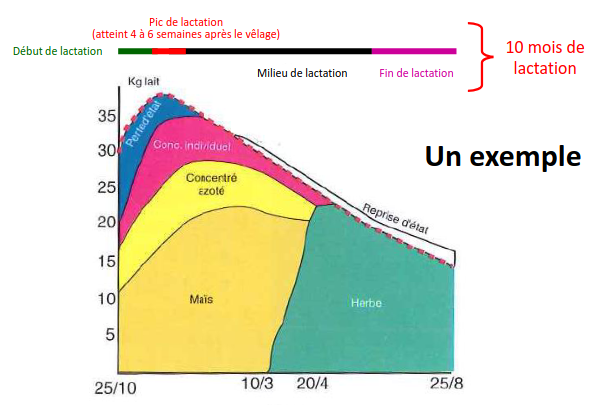 Pic de lactation
(atteint 4 à 6 semaines après le vêlage)
Début de lactation
10 mois de
lactation
Milieu de lactation
Fin de lactation
Kg lait
35
30
25
20
15
10
5
Perte d'état
Conc. individuel
Concentré
azoté
Maïs
Herbe
Reprise d'état
Un exemple
25/10
10/3
20/4
25/8